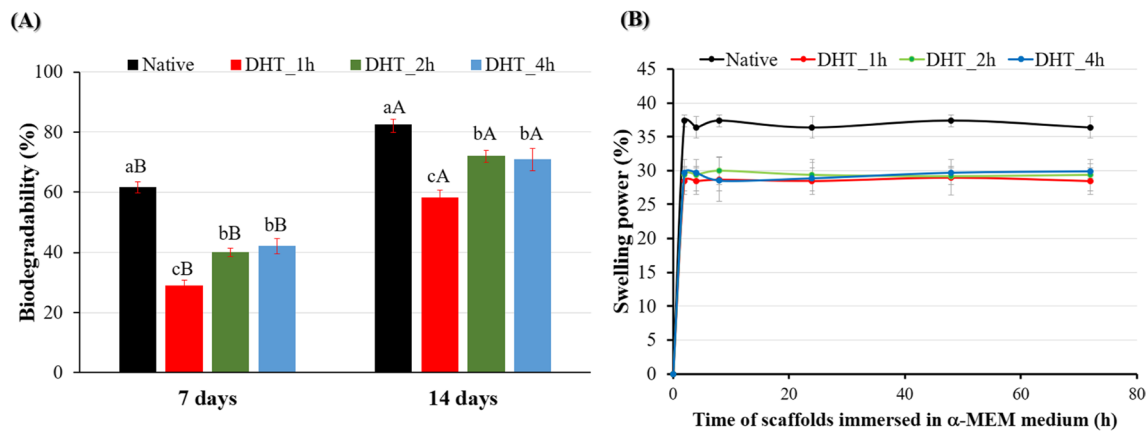 (A)
Native DHT_1h DHT_2h DHT_4h
Biodegradability (%)
100
80
60
40
20
0
aB
cB
bB
bB
aA
cA
bA
bA
7 days
14 days
(B)
Native DHT_1h DHT_2h DHT_4h
Swelling power (%)
45
40
35
30
25
20
15
10
5
0
0 20 40 60 80
Time of scaffolds immersed in α-MEM medium (h)